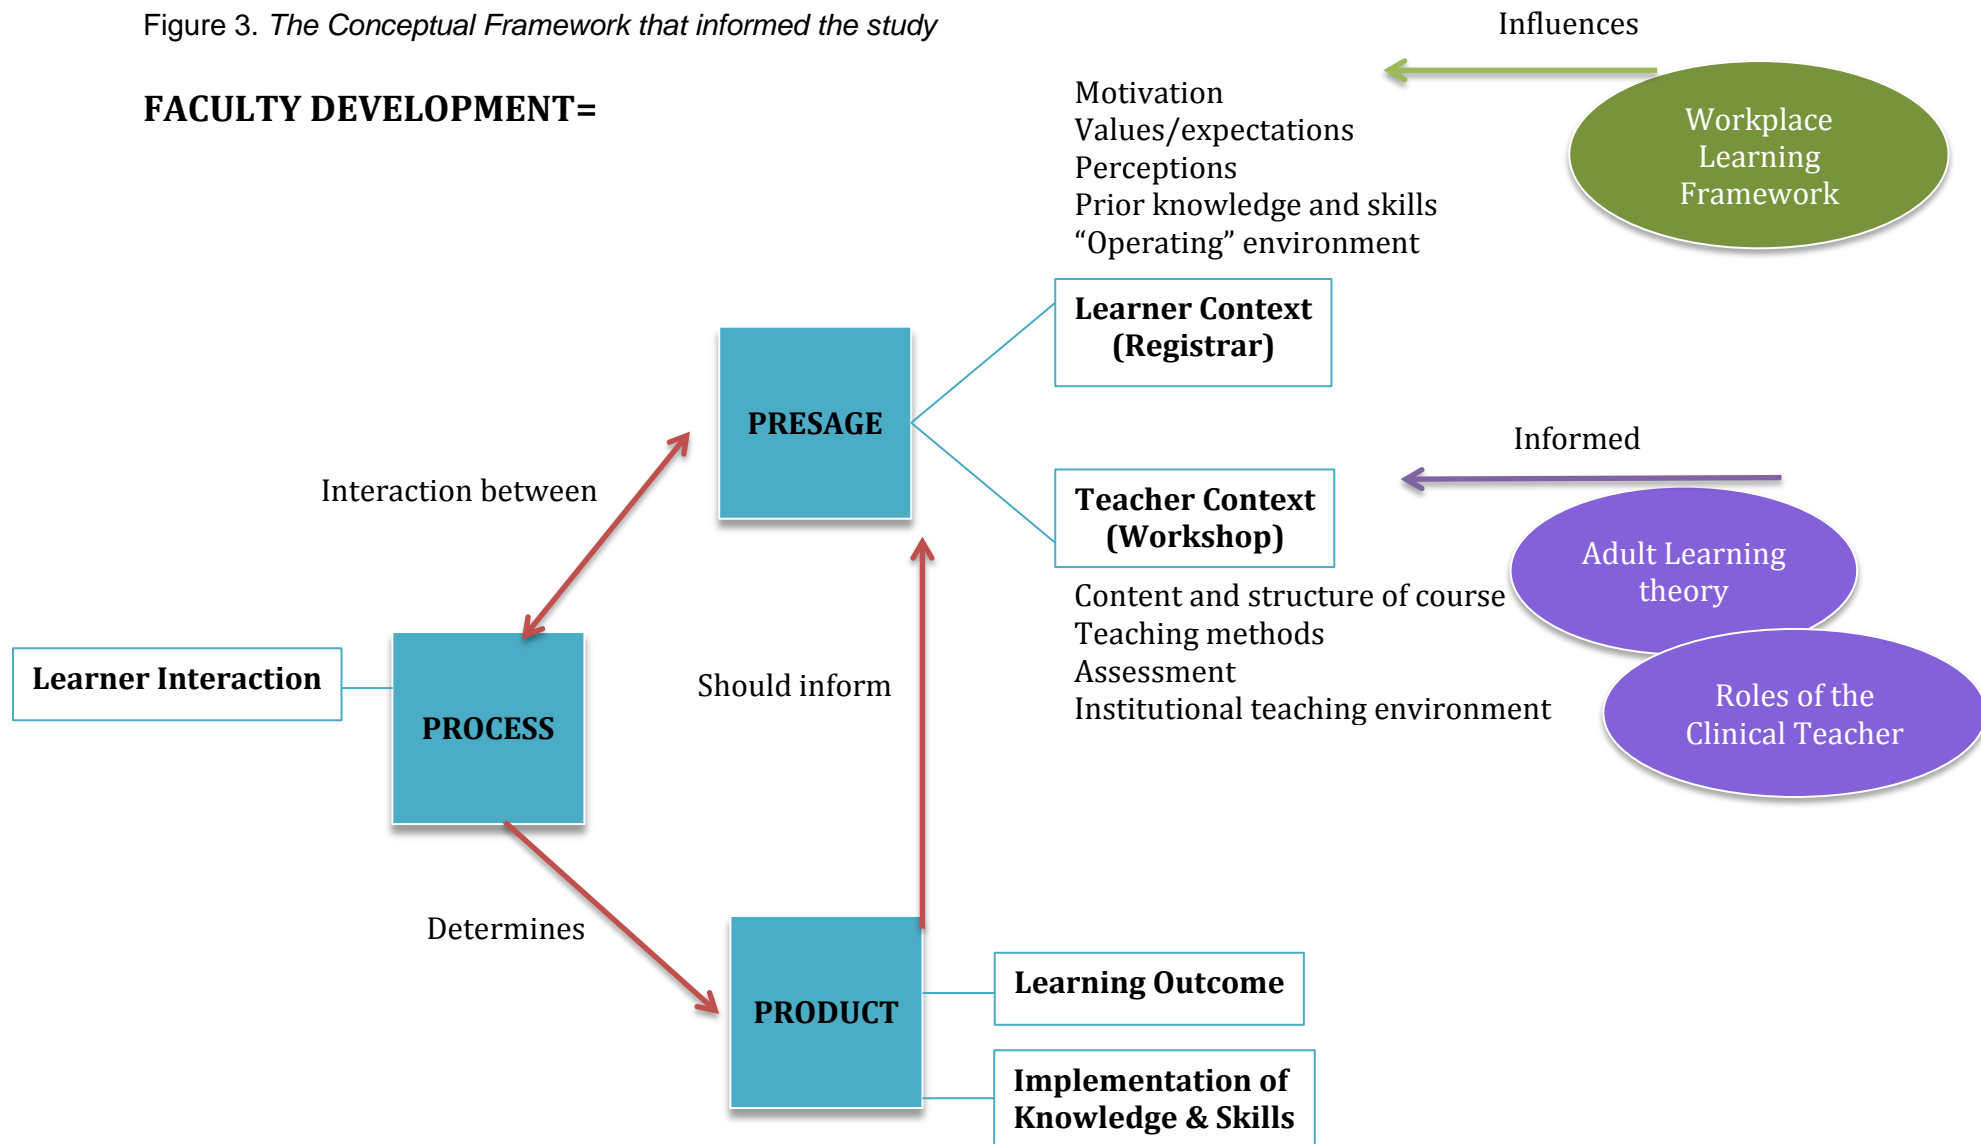 Figure 3. The Conceptual Framework that informed the study
Influences
FACULTY DEVELOPMENT=
Motivation
Values/expectations
Perceptions
Prior knowledge and skills
“Operating” environment
Workplace
Learning
Framework
Learner Context
(Registrar)
PRESAGE
Interaction between
Informed
Teacher Context
(Workshop)
Adult Learning
theory
Content and structure of course
Teaching methods
Assessment
Institutional teaching environment
Roles of the
Clinical Teacher
Learner Interaction
PROCESS
Should inform
Determines
PRODUCT
Learning Outcome
Implementation of
Knowledge & Skills